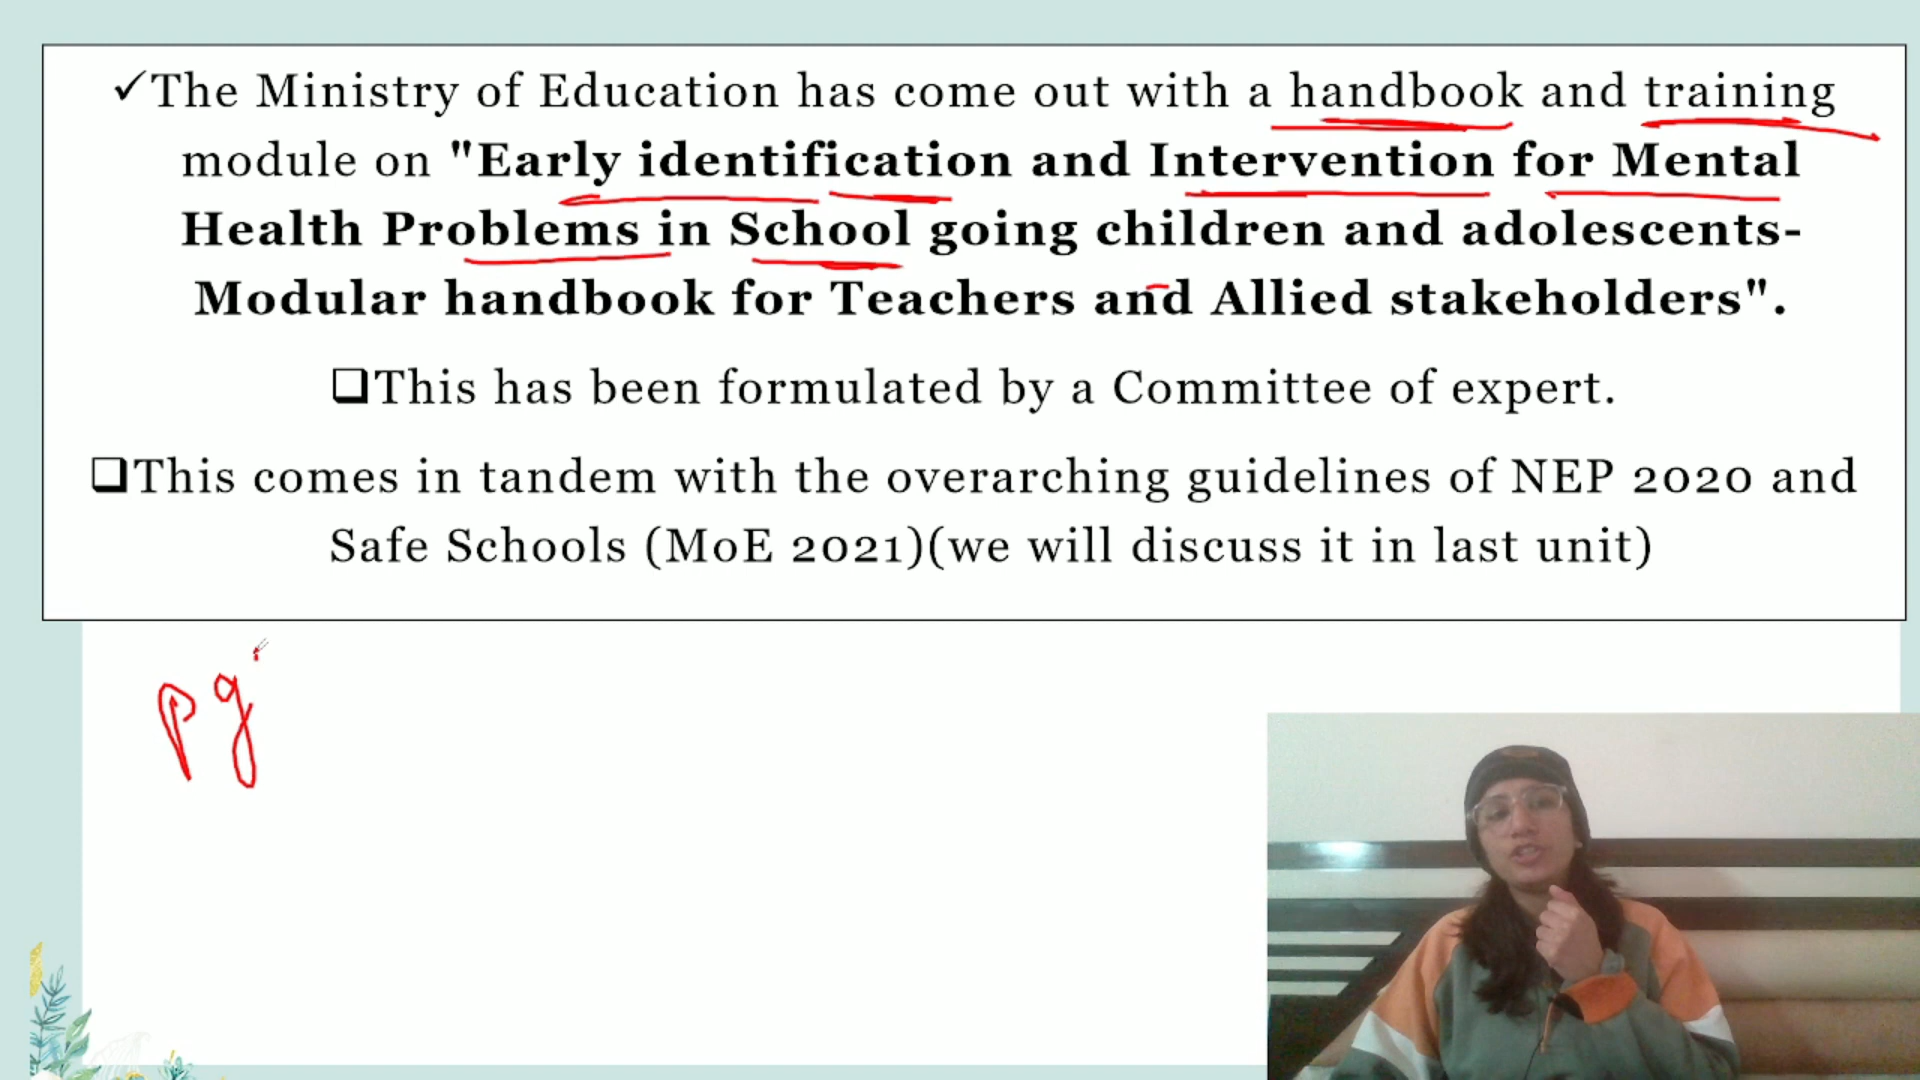 ✓The Ministry of Education has come out with a handbook and training
module on "Early identification and Intervention for Mental
Health Problems in School going children and adolescents-
Modular handbook for Teachers and Allied stakeholders".
❑This has been formulated by a Committee of expert.
❑This comes in tandem with the overarching guidelines of NEP 2020 and
Safe Schools (MoE 2021)(we will discuss it in last unit)
pg